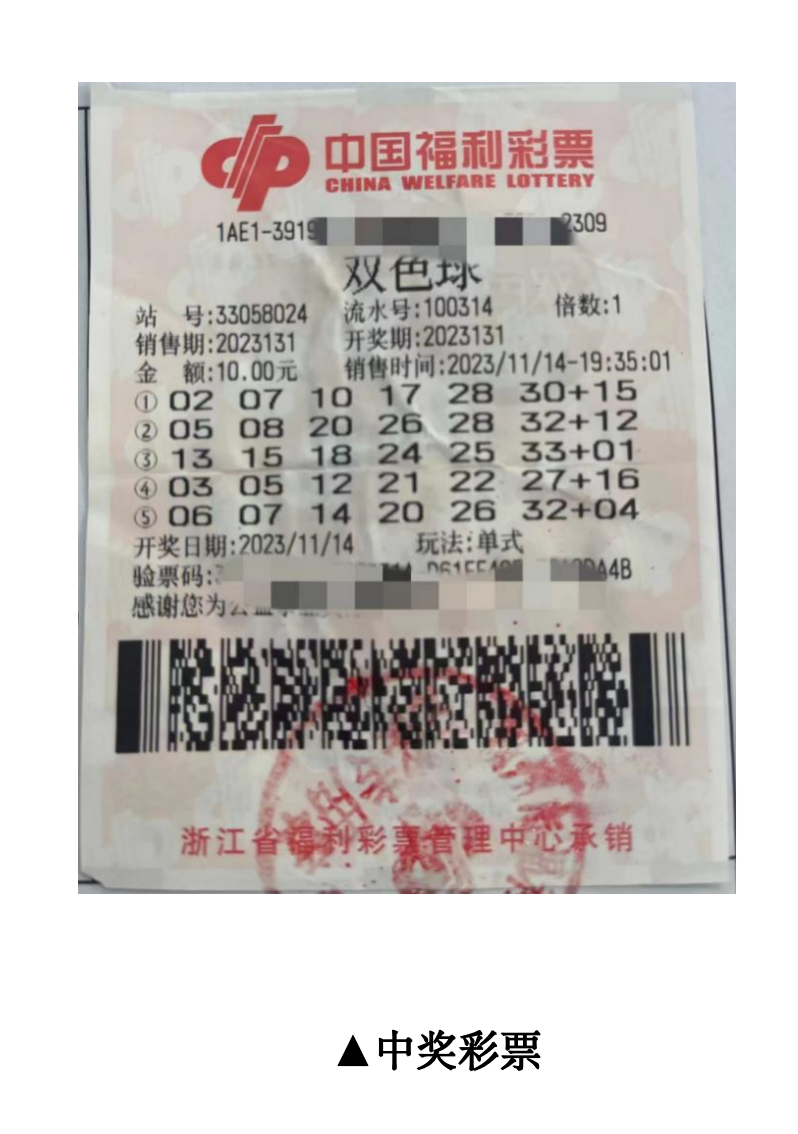 中国福利彩票
CHINA WELFARE LOTTERY
1AE1-3919 2309
双色球
站 号:33058024 流水号:100314 倍数:1
销售期:2023131 开奖期:2023131
金 额:10.00元 销售时间:2023/11/14-19:35:01
① 02 07 10 17 28 30+15
② 05 08 20 26 28 32+12
③ 13 15 18 24 25 33+01
④ 03 05 12 21 22 27+16
⑤ 06 07 14 20 26 32+04
开奖日期:2023/11/14 玩法:单式
验票码: DA4B
感谢您为公益
浙江省福利彩票管理中心承销
▲中奖彩票